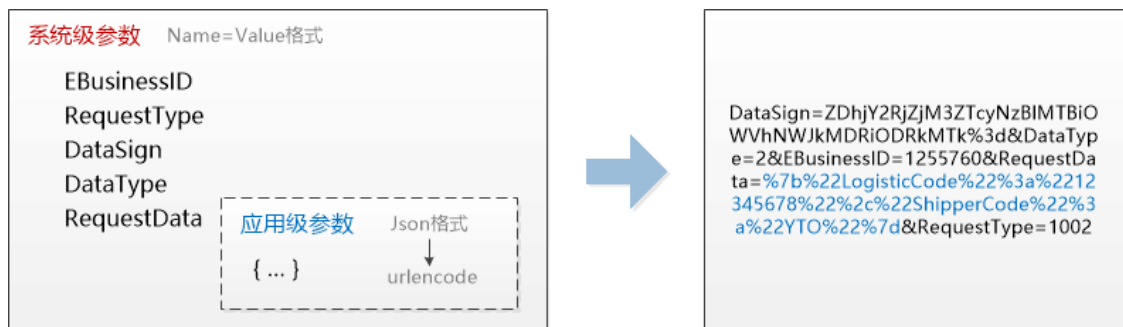 系统级参数 Name=Value格式
EBusinessID
RequestType
DataSign
DataType
RequestData
应用级参数 Json格式
{ ... }
urlencode
DataSign=ZDhjY2RjZjM3ZTcyNzBlMTBiO
WVhNWJkMDRiODRkMTk%3d&DataTyp
e=2&EBusinessID=1255760&RequestDa
ta=%7b%22LogisticCode%22%3a%2212
345678%22%2c%22ShipperCode%22%3
a%22YTO%22%7d&RequestType=1002